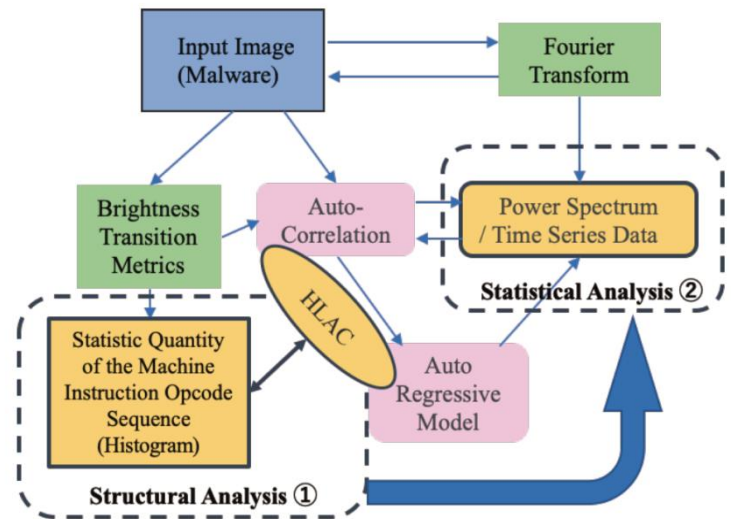 Input Image
(Malware)
Fourier
Transform
Brightness
Transition
Metrics
Auto-
Correlation
Power Spectrum
/ Time Series Data
Statistical Analysis ②
HLAC
Statistic Quantity
of the Machine
Instruction Opcode
Sequence
(Histogram)
Auto
Regressive
Model
Structural Analysis ①